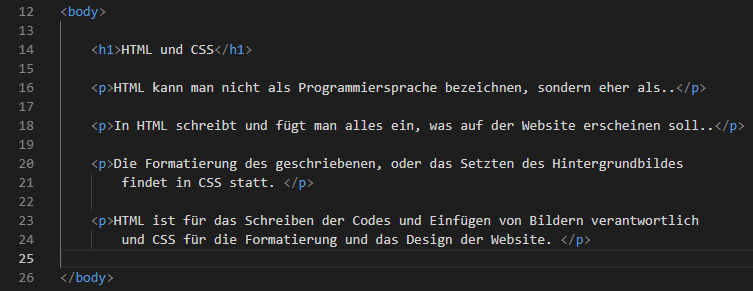 12 <body>
13
14 <h1>HTML und CSS</h1>
15
16 <p>HTML kann man nicht als Programmiersprache bezeichnen, sondern eher als..</p>
17
18 <p>In HTML schreibt und fügt man alles ein, was auf der Website erscheinen soll..</p>
19
20 <p>Die Formatierung des geschriebenen, oder das Setzten des Hintergrundbildes
21 findet in CSS statt. </p>
22
23 <p>HTML ist für das Schreiben der Codes und Einfügen von Bildern verantwortlich
24 und CSS für die Formatierung und das Design der Website. </p>
25
26 </body>